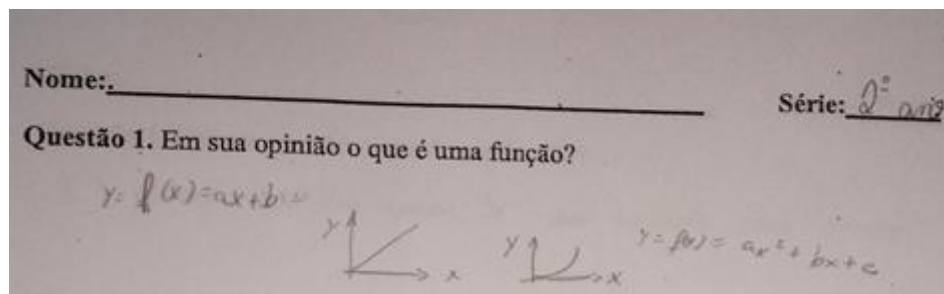 Nome:.
Série: 2º ano
Questão 1. Em sua opinião o que é uma função?
y= f(x)=ax+b =
y x
y x
y = f(x) = ax² + bx + c